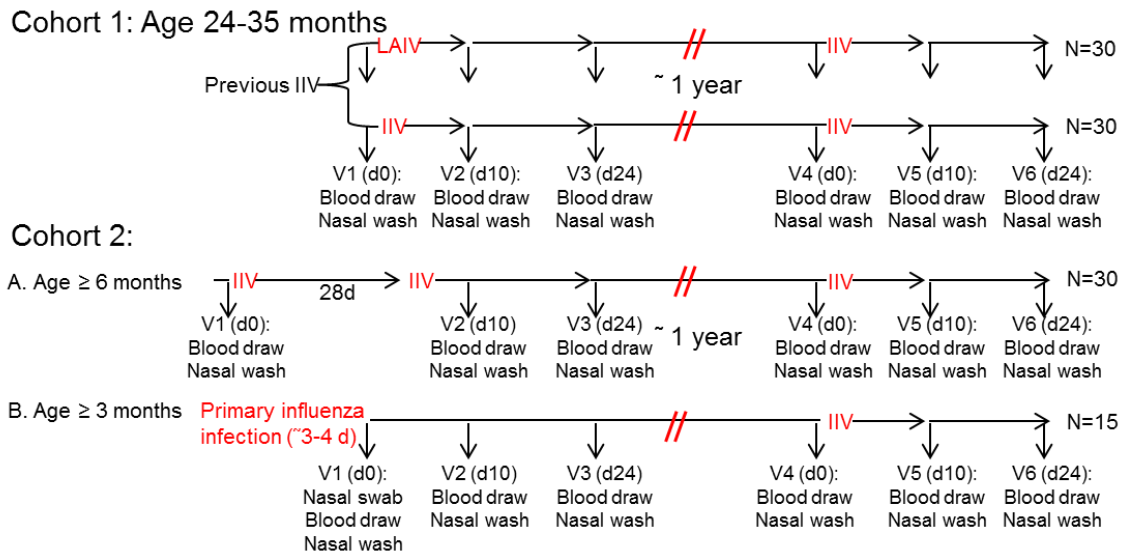 Cohort 1: Age 24-35 months
LAIV
IIV
N=30
Previous IIV
~ 1 year
IIV
IIV
N=30
V1 (d0):
Blood draw
Nasal wash
V2 (d10):
Blood draw
Nasal wash
V3 (d24)
Blood draw
Nasal wash
V4 (d0):
Blood draw
Nasal wash
V5 (d10):
Blood draw
Nasal wash
V6 (d24):
Blood draw
Nasal wash
Cohort 2:
A. Age ≥ 6 months
IIV
28d
IIV
IIV
N=30
V1 (d0):
Blood draw
Nasal wash
V2 (d10)
Blood draw
Nasal wash
V3 (d24)
Blood draw
Nasal wash
~ 1 year
V4 (d0):
Blood draw
Nasal wash
V5 (d10):
Blood draw
Nasal wash
V6 (d24):
Blood draw
Nasal wash
B. Age ≥ 3 months
Primary influenza
infection (~3-4 d)
IIV
N=15
V1 (d0):
Nasal swab
Blood draw
Nasal wash
V2 (d10)
Blood draw
Nasal wash
V3 (d24)
Blood draw
Nasal wash
V4 (d0):
Blood draw
Nasal wash
V5 (d10):
Blood draw
Nasal wash
V6 (d24):
Blood draw
Nasal wash